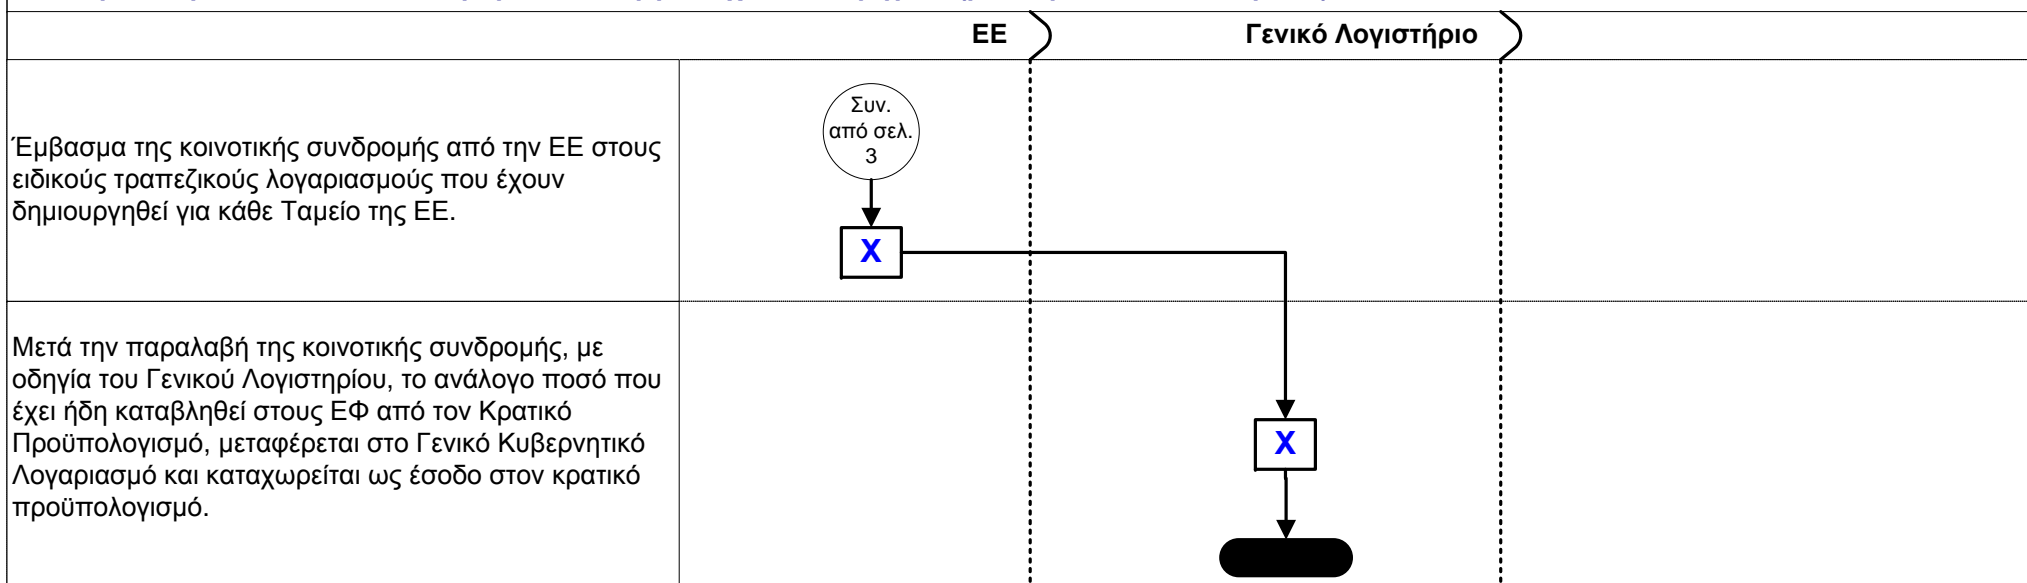 ΕΕ
Γενικό Λογιστήριο
Συν.
από σελ.
3
Έμβασμα της κοινοτικής συνδρομής από την ΕΕ στους
ειδικούς τραπεζικούς λογαριασμούς που έχουν
δημιουργηθεί για κάθε Ταμείο της ΕΕ.
X
Μετά την παραλαβή της κοινοτικής συνδρομής, με
οδηγία του Γενικού Λογιστηρίου, το ανάλογο ποσό που
έχει ήδη καταβληθεί στους ΕΦ από τον Κρατικό
Προϋπολογισμό, μεταφέρεται στο Γενικό Κυβερνητικό
Λογαριασμό και καταχωρείται ως έσοδο στον κρατικό
προϋπολογισμό.
X